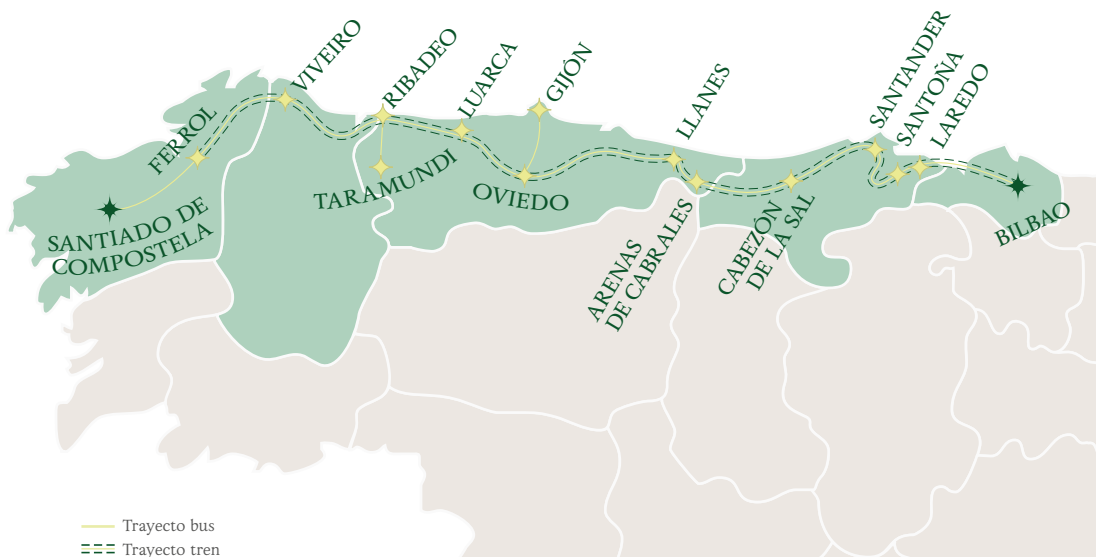 VIVEIRO
RIBADEO
LUARCA
GIJÓN
LLANES
SANTANDER
SANTOÑA
LAREDO
FERROL
TARAMUNDI
OVIEDO
SANTIADO DE
COMPOSTELA
ARENAS
DE CABRALES
CABEZÓN
DE LA SAL
BILBAO
Trayecto bus
Trayecto tren